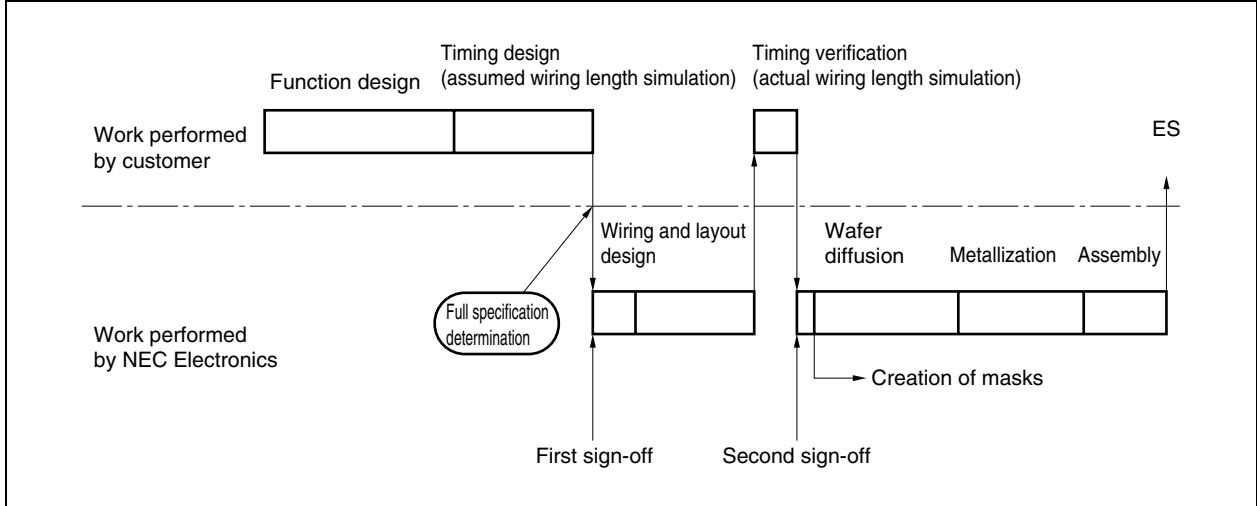 Timing design
(assumed wiring length simulation)
Timing verification
(actual wiring length simulation)
Function design
Work performed
by customer
ES
Wiring and layout
design
Wafer
diffusion
Metallization
Assembly
Full specification
determination
Work performed
by NEC Electronics
Creation of masks
First sign-off
Second sign-off